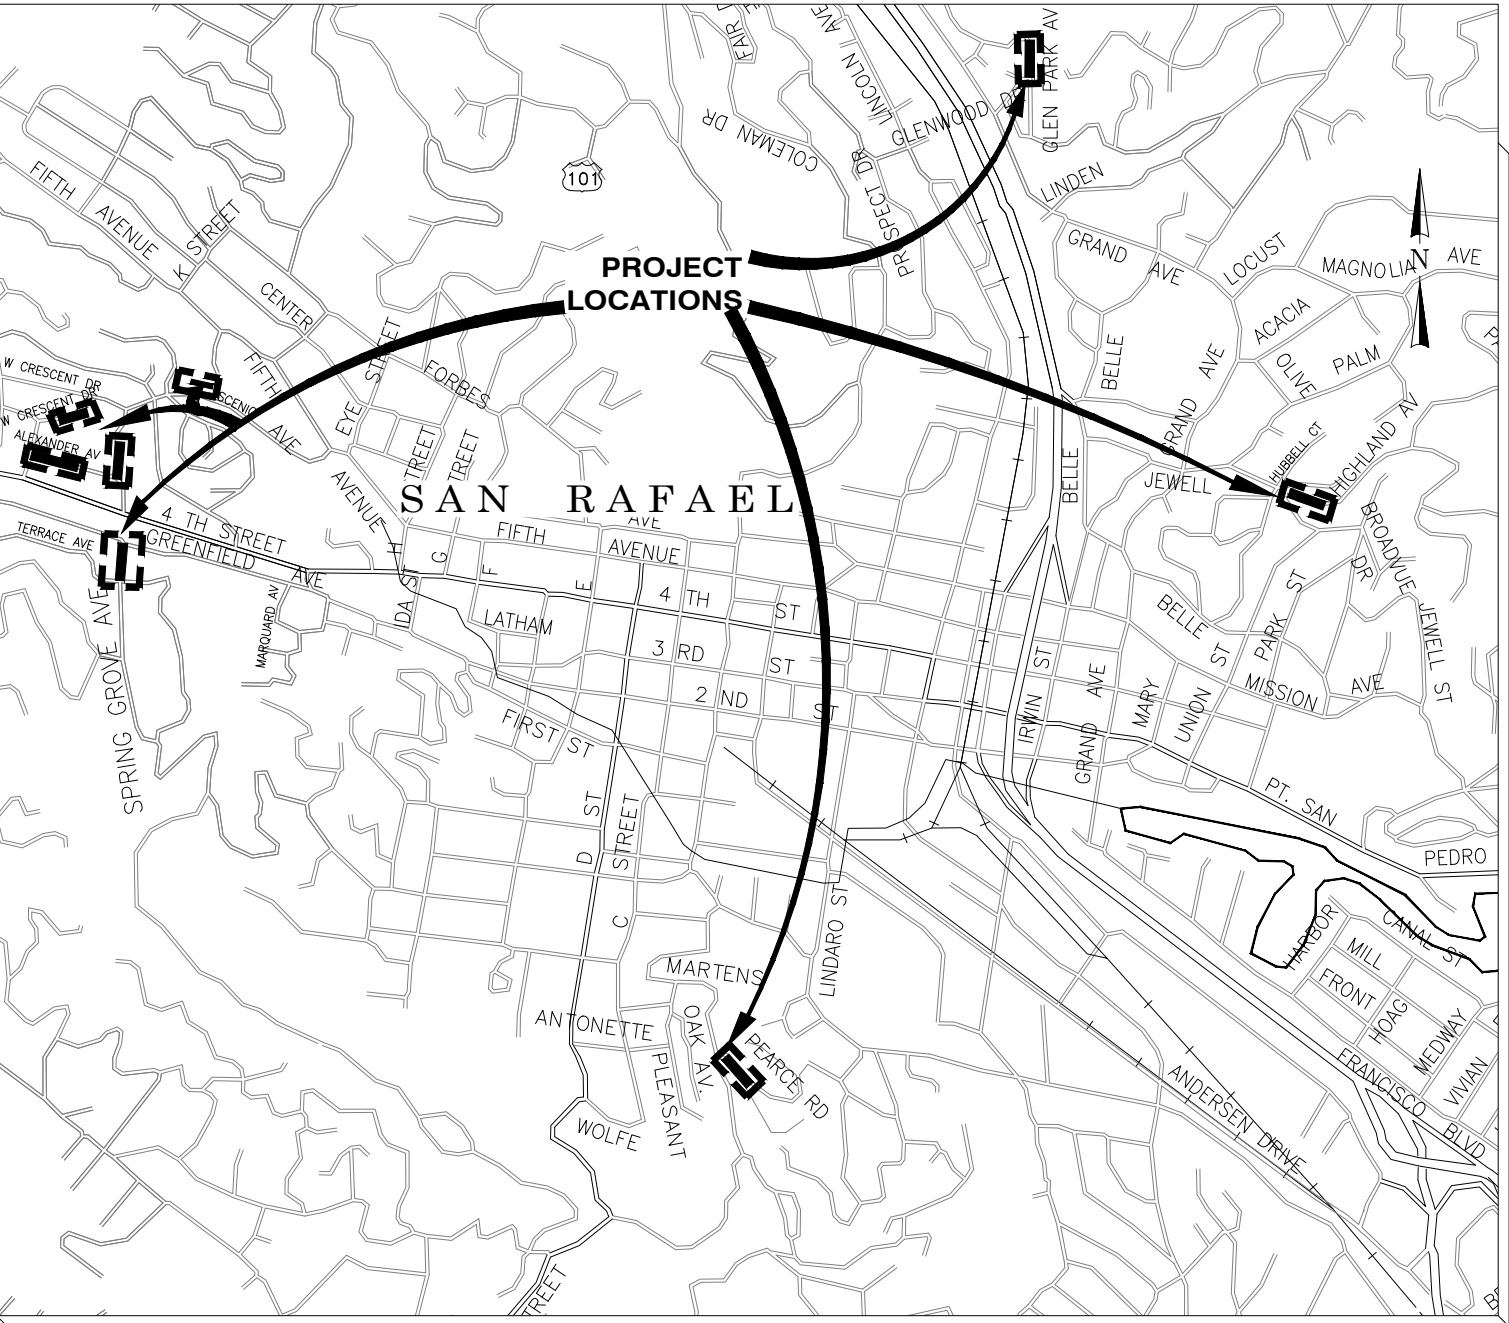 FAIR
LINCOLN AVE
GLEN PARK AV
COLEMAN DR
GLENWOOD DR
PROSPECT DR
101
FIFTH
AVENUE
K STREET
LINDEN
GRAND
AVE
LOCUST
MAGNOLIA
AVE
N
PROJECT
LOCATIONS
CENTER
STREET
EYE
FIFTH
AVE
FORBES
BELLE
AVE
GRAND
ACACIA
OLIVE
PALM
W CRESCENT DR
W CRESCENT DR
SCENIC
ALEXANDER AV
HUBBELL CT
HIGHLAND AV
JEWELL
BELLE
AVENUE
STREET
STREET
SAN RAFAEL
AVE
FIFTH
AVENUE
4 TH STREET
TERRACE AVE
GREENFIELD
AVE
H
G
F
E
4 TH
ST
BROADVUE
DR
IDA ST
LATHAM
MARQUARD AV
SPRING GROVE AVE
3 RD
ST
2 ND
ST
FIRST ST
BELLE
ST
PARK ST
JEWELL ST
IRWIN ST
GRAND AVE
MARY
UNION
MISSION
AVE
D ST
C STREET
PT. SAN
PEDRO
LINDARO ST
HARBOR
CANAL ST
MILL
FRONT
HOAG
MEDWAY
VIVIAN
MARTENS
ANTONETTE
OAK AV.
PLEASANT
PEARCE RD
WOLFE
FRANCISCO
BLVD
ANDERSEN DRIVE